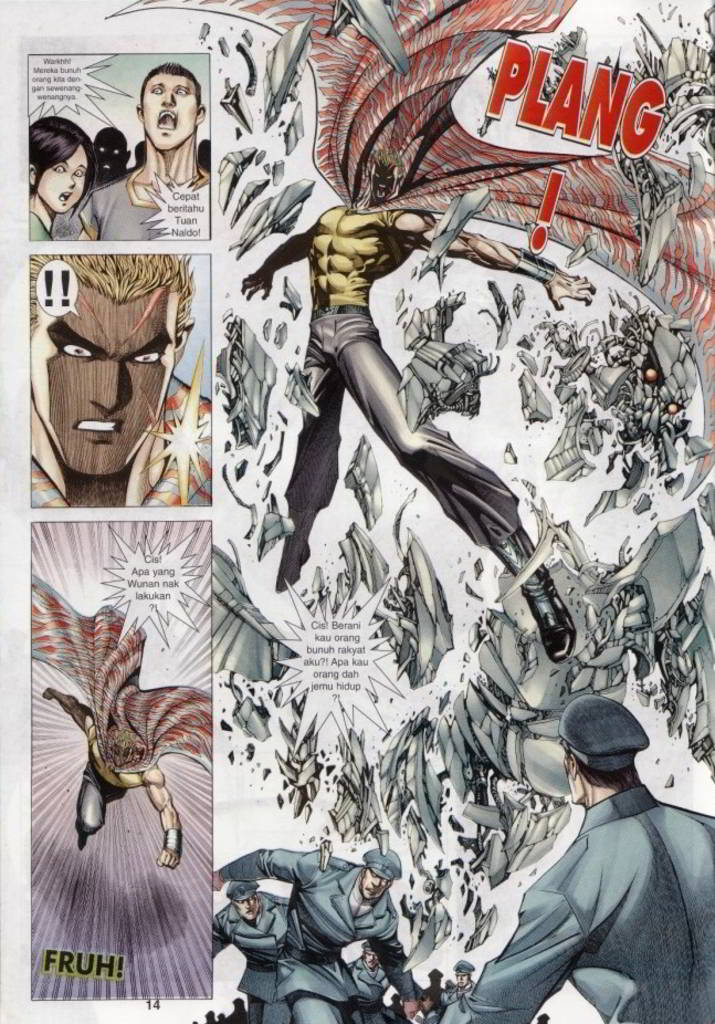 Warkhh!
Mereka bunuh
orang kita den-
gan sewenang-
wenangnya.
Cepat
beritahu
Tuan
Naldo!
!!
Cis!
Apa yang
Wunan nak
lakukan
?!
FRUH!
PLANG
!
Cis! Berani
kau orang
bunuh rakyat
aku?! Apa kau
orang dah
jemu hidup
?!
14